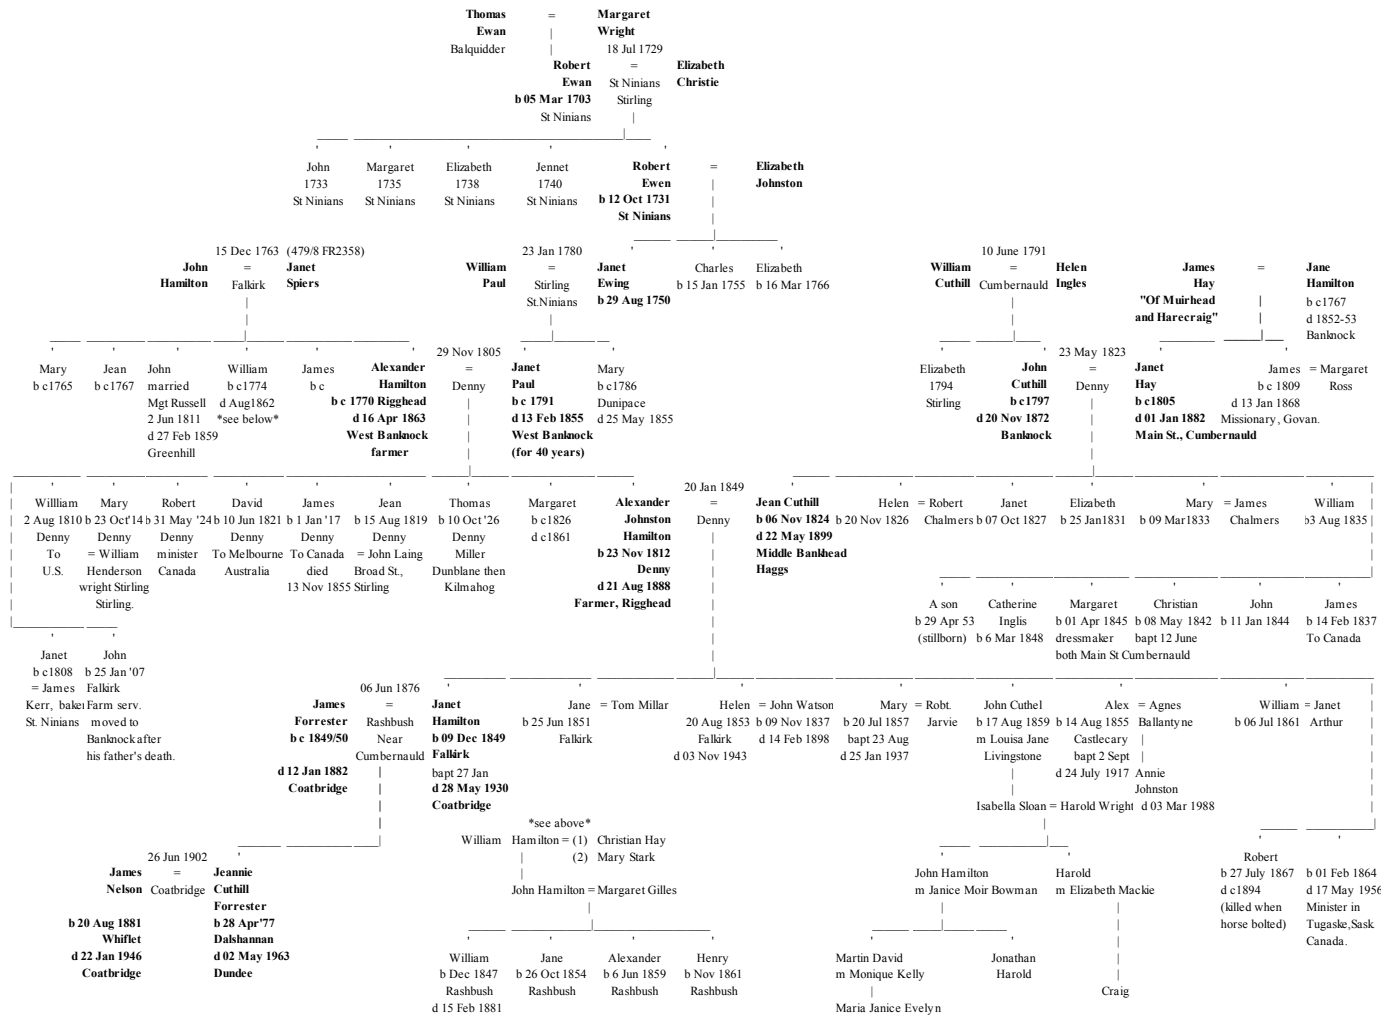 Thomas = Margaret
Ewan | Wright
Balquidder | 18 Jul 1729
Robert = Elizabeth
Ewan St Ninians Christie
b 05 Mar 1703 Stirling
St Ninians |
John Margaret Elizabeth Jennet Robert = Elizabeth
1733 1735 1738 1740 Ewen | Johnston
St Ninians St Ninians St Ninians St Ninians b 12 Oct 1731 |
St Ninians |
15 Dec 1763 (479/8 FR2358) 23 Jan 1780 10 June 1791
John = Janet William = Janet Charles Elizabeth William = Helen James = Jane
Hamilton Falkirk Spiers Paul Stirling Ewing b 15 Jan 1755 b 16 Mar 1766 Cuthill Cumbernauld Ingles Hay Hamilton
St.Ninians b 29 Aug 1750 "Of Muirhead b c1767
and Harecraig" d 1852-53
Banknock
29 Nov 1805 23 May 1823
Mary Jean John William James Alexander = Janet Mary Elizabeth John = Janet James = Margaret
b c1765 b c1767 married b c1774 b c Hamilton Denny Paul b c1786 1794 Cuthill Denny Hay b c 1809 Ross
Mgt Russell d Aug1862 b c 1770 Rigghead b c 1791 Dunipace Stirling b c1797 b c1805 d 13 Jan 1868
2 Jun 1811 *see below* d 16 Apr 1863 d 13 Feb 1855 d 25 May 1855 d 20 Nov 1872 d 01 Jan 1882 Missionary, Govan.
d 27 Feb 1859 West Banknock West Banknock Banknock Main St., Cumbernauld
Greenhill farmer (for 40 years)
20 Jan 1849
Willliam Mary Robert David James Jean Thomas Margaret Alexander = Jean Cuthill Helen = Robert Janet Elizabeth Mary = James William
2 Aug 1810 b 23 Oct'14 b 31 May '24 b 10 Jun 1821 b 1 Jan '17 b 15 Aug 1819 b 10 Oct '26 b c1826 Johnston Denny b 06 Nov 1824 b 20 Nov 1826 Chalmers b 07 Oct 1827 b 25 Jan1831 b 09 Mar1833 Chalmers b3 Aug 1835
Denny Denny Denny Denny Denny Denny Denny d c1861 Hamilton d 22 May 1899
To = William minister To Melbourne To Canada = John Laing Miller b 23 Nov 1812 Middle Bankhead
U.S. Henderson Canada Australia died Broad St., Dunblane then Denny Haggs
wright Stirling 13 Nov 1855 Stirling Kilmahog d 21 Aug 1888
Stirling. Farmer, Rigghead
A son Catherine Margaret Christian John James
b 29 Apr 53 Inglis b 01 Apr 1845 b 08 May 1842 b 11 Jan 1844 b 14 Feb 1837
(stillborn) b 6 Mar 1848 dressmaker bapt 12 June To Canada
both Main St Cumbernauld
Janet John
b c1808 b 25 Jan '07
= James Falkirk
Kerr, baker Farm serv.
St. Ninians moved to
Banknock after
his father's death.
06 Jun 1876
James = Janet Jane = Tom Millar Helen = John Watson Mary = Robt. John Cuthel Alex = Agnes William = Janet
Forrester Rashbush Hamilton b 25 Jun 1851 20 Aug 1853 b 09 Nov 1837 b 20 Jul 1857 Jarvie b 17 Aug 1859 b 14 Aug 1855 Ballantyne b 06 Jul 1861 Arthur
b c 1849/50 Near b 09 Dec 1849 Falkirk Falkirk d 14 Feb 1898 bapt 23 Aug m Louisa Jane Castlecary |
Cumbernauld Falkirk d 03 Nov 1943 d 25 Jan 1937 Livingstone bapt 2 Sept |
d 12 Jan 1882 bapt 27 Jan d 24 July 1917 Annie
Coatbridge d 28 May 1930 Johnston
Coatbridge Isabella Sloan = Harold Wright d 03 Mar 1988
*see above*
William Hamilton = (1) Christian Hay
(2) Mary Stark
John Hamilton = Margaret Gilles
26 Jun 1902
James = Jeannie
Nelson Coatbridge Cuthill
Forrester
b 20 Aug 1881 b 28 Apr'77
Whiflet Dalshannan
d 22 Jan 1946 d 02 May 1963
Coatbridge Dundee
John Hamilton Harold
m Janice Moir Bowman m Elizabeth Mackie
Robert b 01 Feb 1864
b 27 July 1867 d 17 May 1956
d c1894 Minister in
(killed when Tugaske,Sask
horse bolted) Canada.
William Jane Alexander Henry
b Dec 1847 b 26 Oct 1854 b 6 Jun 1859 b Nov 1861
Rashbush Rashbush Rashbush Rashbush
d 15 Feb 1881
Martin David Jonathan
m Monique Kelly Harold
Craig
Maria Janice Evelyn